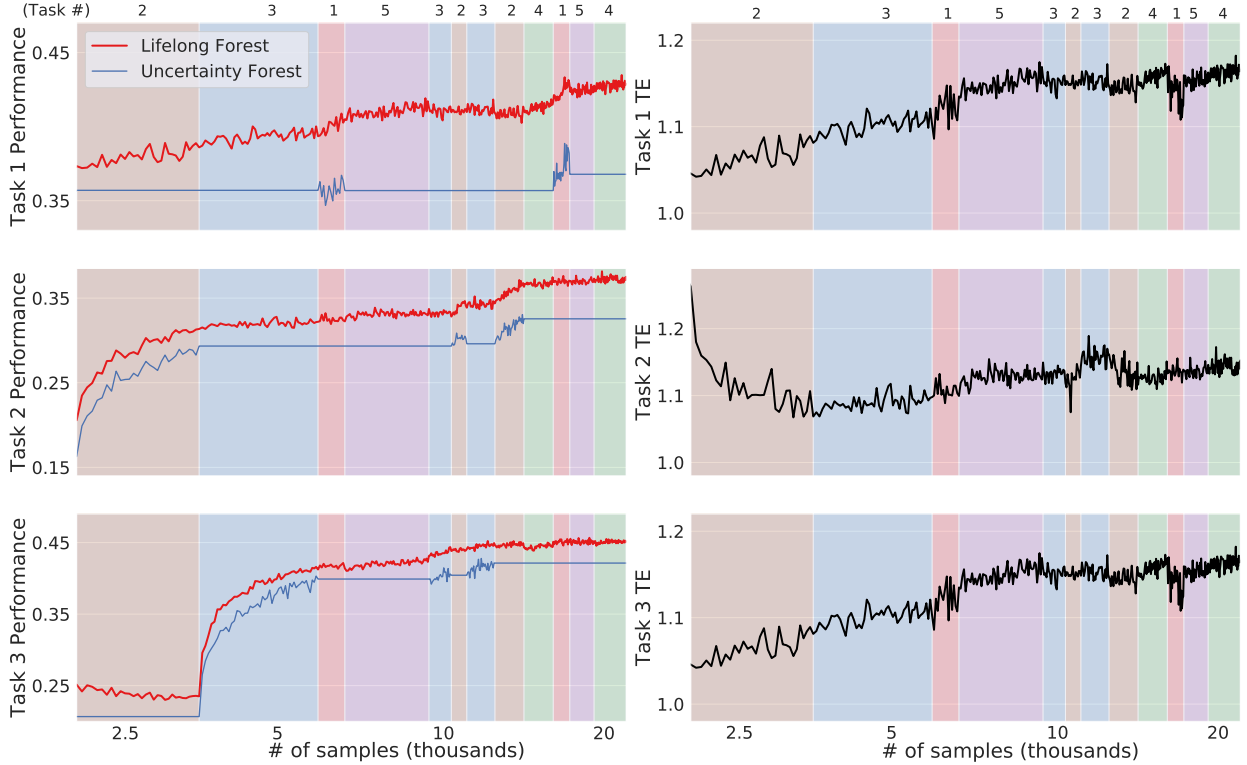 (Task #) 2 3 1 5 3 2 3 2 4 1 5 4
2 3 1 5 3 2 3 2 4 1 5 4
Lifelong Forest
Uncertainty Forest
Task 1 Performance
0.45
0.35
Task 1 TE
1.2
1.1
1.0
Task 2 Performance
0.35
0.25
0.15
Task 2 TE
1.2
1.1
1.0
Task 3 Performance
0.45
0.35
0.25
2.5 5 10 20
# of samples (thousands)
Task 3 TE
1.2
1.1
1.0
2.5 5 10 20
# of samples (thousands)